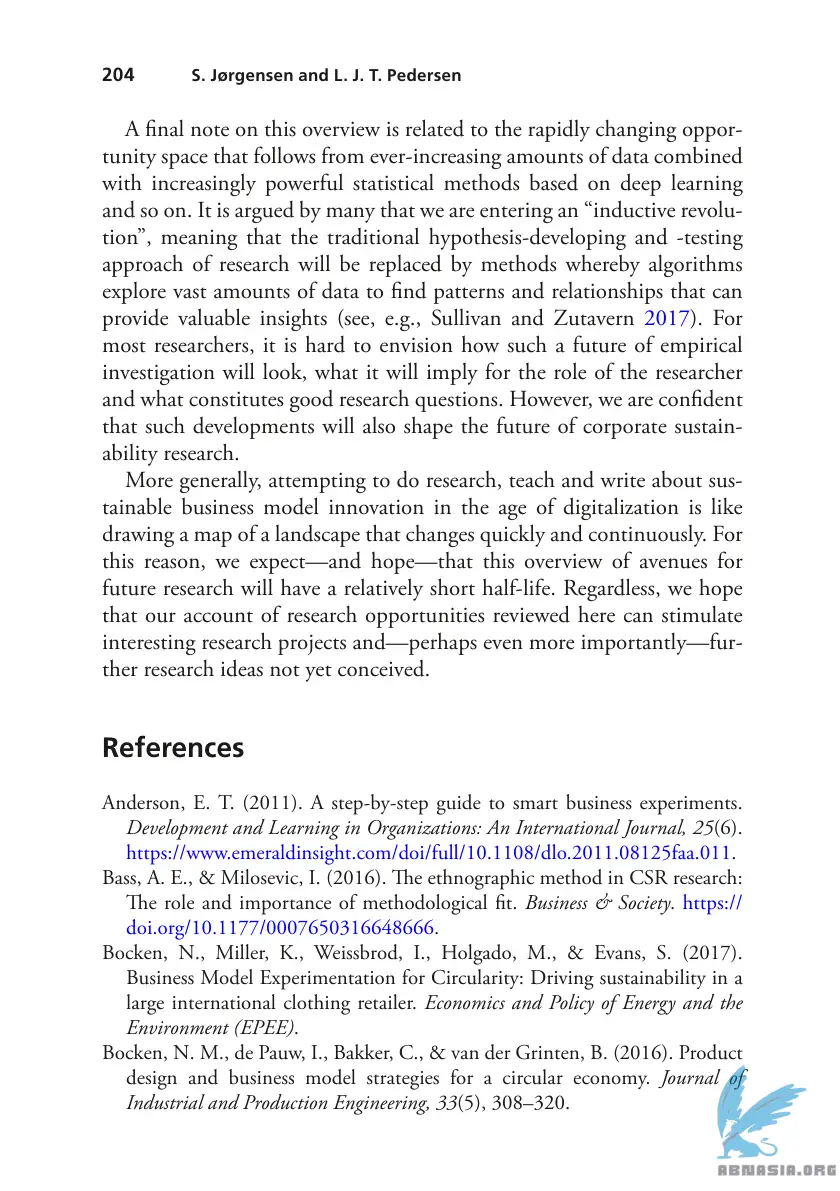 204 S. Jørgensen and L. J. T. Pedersen
A final note on this overview is related to the rapidly changing oppor-
tunity space that follows from ever-increasing amounts of data combined
with increasingly powerful statistical methods based on deep learning
and so on. It is argued by many that we are entering an “inductive revolu-
tion”, meaning that the traditional hypothesis-developing and -testing
approach of research will be replaced by methods whereby algorithms
explore vast amounts of data to find patterns and relationships that can
provide valuable insights (see, e.g., Sullivan and Zutavern 2017). For
most researchers, it is hard to envision how such a future of empirical
investigation will look, what it will imply for the role of the researcher
and what constitutes good research questions. However, we are confident
that such developments will also shape the future of corporate sustain-
ability research.
More generally, attempting to do research, teach and write about sus-
tainable business model innovation in the age of digitalization is like
drawing a map of a landscape that changes quickly and continuously. For
this reason, we expect—and hope—that this overview of avenues for
future research will have a relatively short half-life. Regardless, we hope
that our account of research opportunities reviewed here can stimulate
interesting research projects and—perhaps even more importantly—fur-
ther research ideas not yet conceived.
References
Anderson, E. T. (2011). A step-by-step guide to smart business experiments.
Development and Learning in Organizations: An International Journal, 25(6).
https://www.emeraldinsight.com/doi/full/10.1108/dlo.2011.08125faa.011.
Bass, A. E., & Milosevic, I. (2016). The ethnographic method in CSR research:
The role and importance of methodological fit. Business & Society. https://
doi.org/10.1177/0007650316648666.
Bocken, N., Miller, K., Weissbrod, I., Holgado, M., & Evans, S. (2017).
Business Model Experimentation for Circularity: Driving sustainability in a
large international clothing retailer. Economics and Policy of Energy and the
Environment (EPEE).
Bocken, N. M., de Pauw, I., Bakker, C., & van der Grinten, B. (2016). Product
design and business model strategies for a circular economy. Journal of
Industrial and Production Engineering, 33(5), 308–320.
ABNASIA.ORG